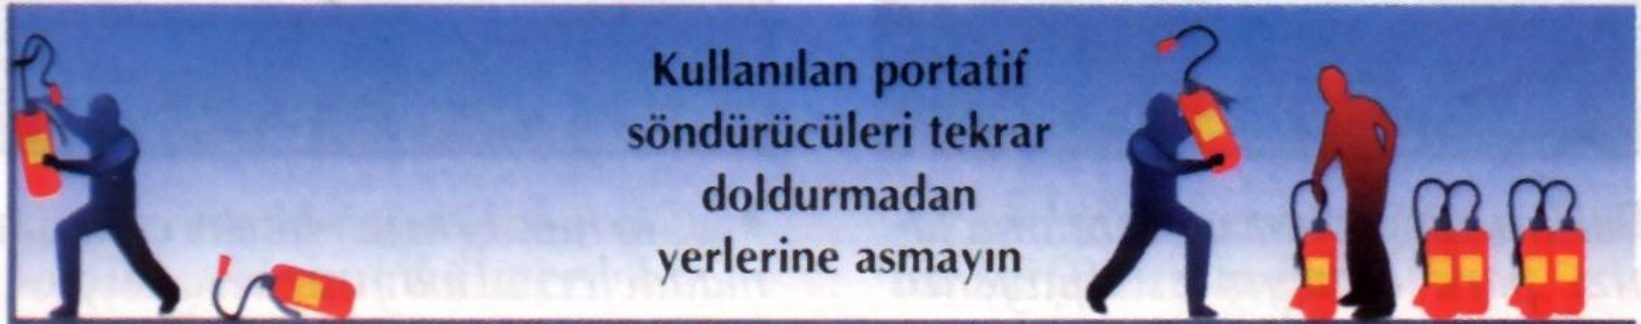 Kullanılan portatif
söndürücüleri tekrar
doldurmadan
yerlerine asmayın